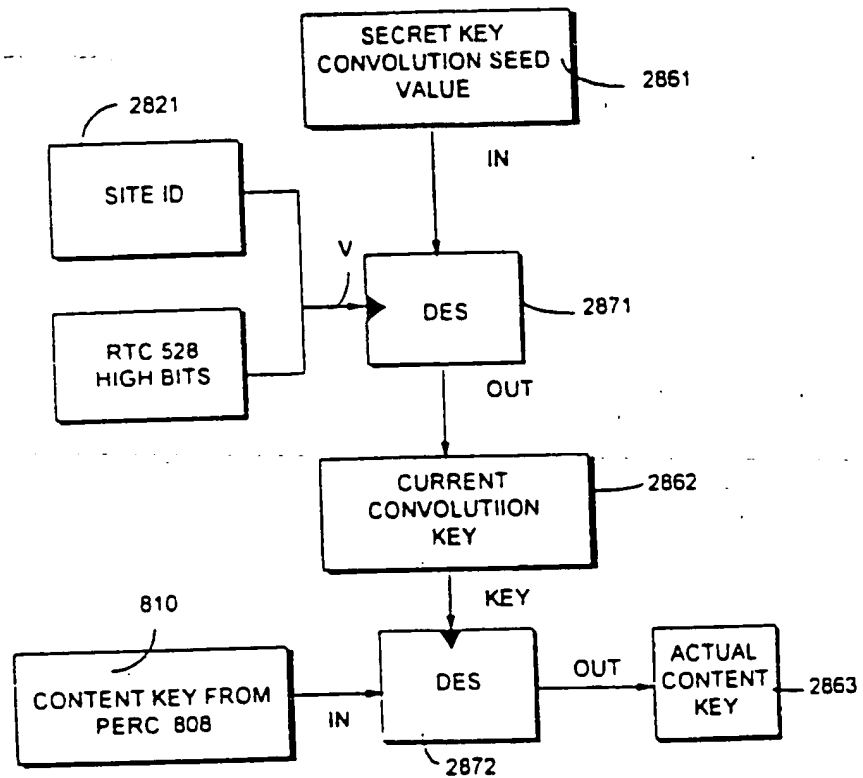 SECRET KEY
CONVOLUTION SEED
VALUE
2861
2821
IN
SITE ID
V
DES
2871
RTC 528
HIGH BITS
OUT
CURRENT
CONVOLUTIION
KEY
2862
KEY
810
CONTENT KEY FROM
PERC 808
IN
DES
OUT
ACTUAL
CONTENT
KEY
2863
2872